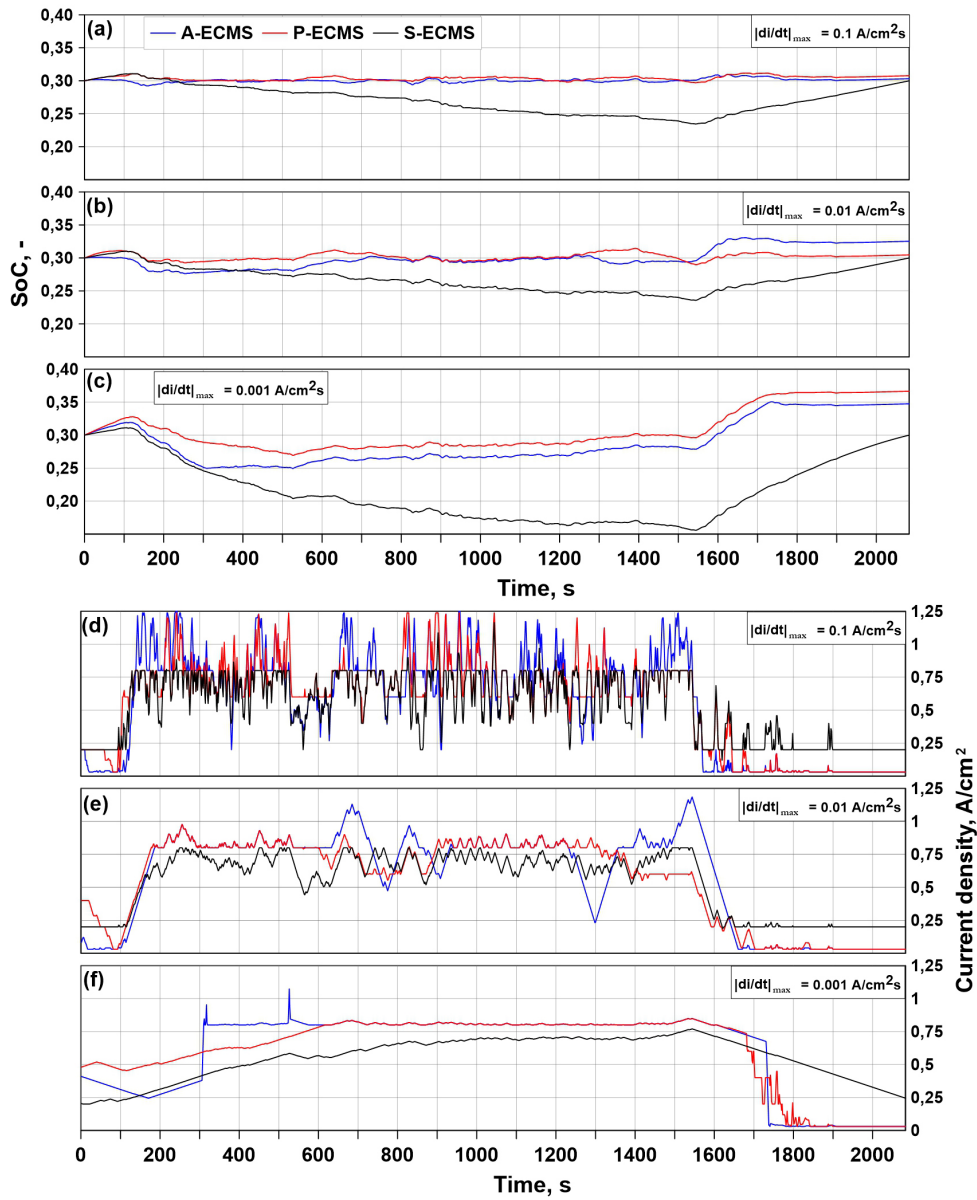 (a)
A-ECMS P-ECMS S-ECMS
|di/dt|max = 0.1 A/cm²s
0,40
0,35
0,30
0,25
0,20
(b)
|di/dt|max = 0.01 A/cm²s
0,40
0,35
0,30
0,25
0,20
SoC, -
(c)
|di/dt|max = 0.001 A/cm²s
0,40
0,35
0,30
0,25
0,20
0 200 400 600 800 1000 1200 1400 1600 1800 2000
Time, s
(d)
|di/dt|max = 0.1 A/cm²s
1,25
1
0,75
0,5
0,25
(e)
|di/dt|max = 0.01 A/cm²s
1,25
1
0,75
0,5
0,25
Current density, A/cm²
(f)
|di/dt|max = 0.001 A/cm²s
1,25
1
0,75
0,5
0,25
0
0 200 400 600 800 1000 1200 1400 1600 1800 2000
Time, s